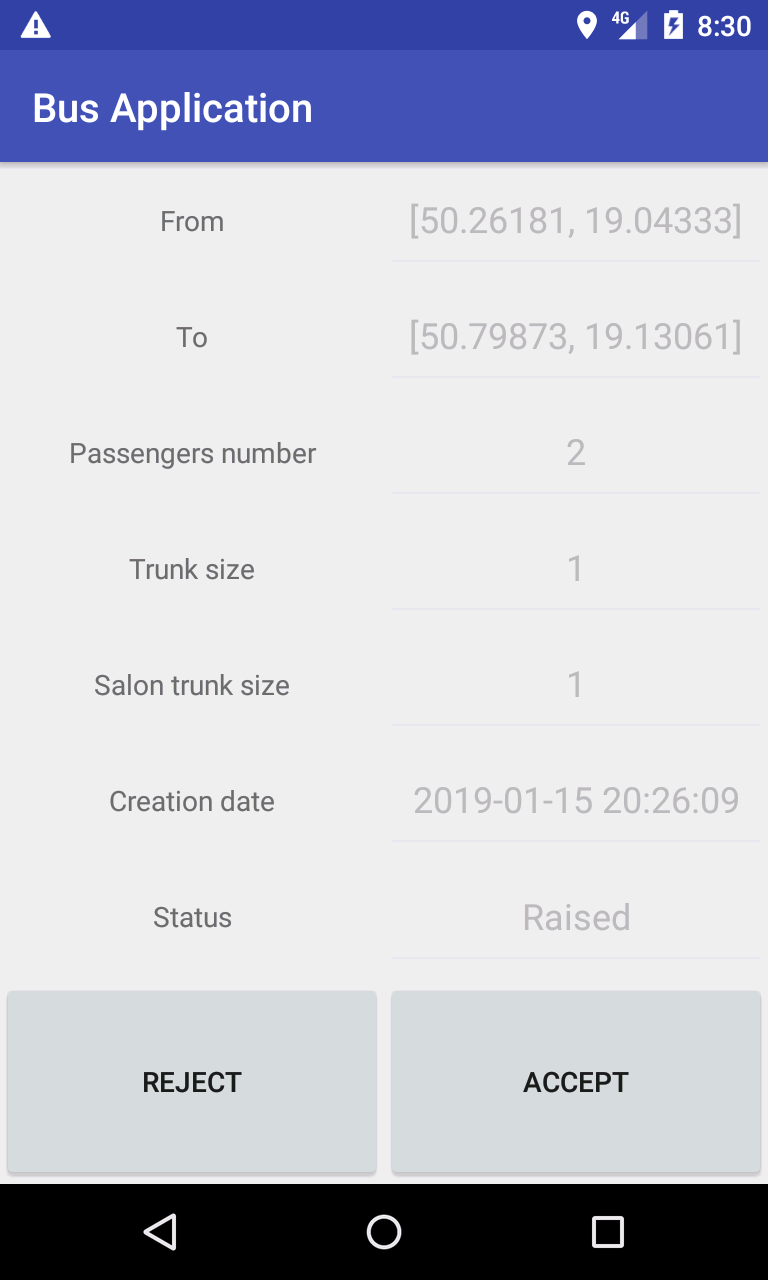 4G 8:30
Bus Application
From [50.26181, 19.04333]
To [50.79873, 19.13061]
Passengers number 2
Trunk size 1
Salon trunk size 1
Creation date 2019-01-15 20:26:09
Status Raised
REJECT ACCEPT